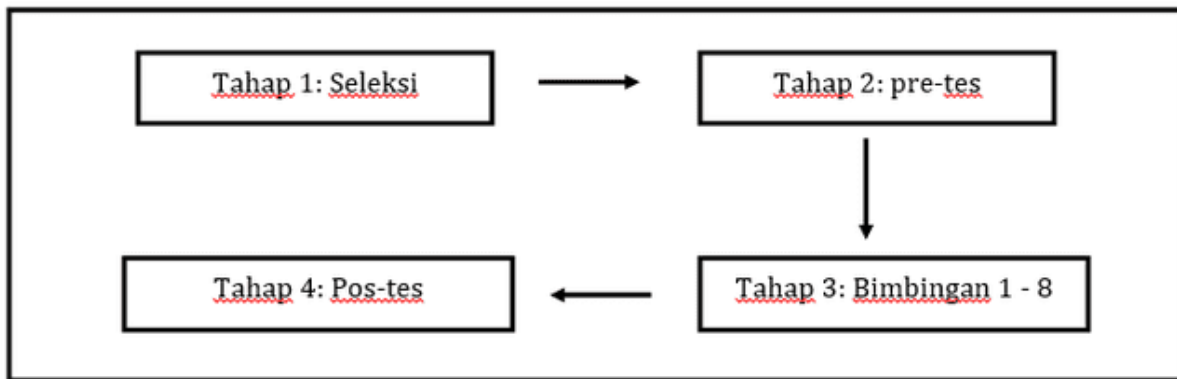 Tahap 1: Seleksi
Tahap 2: pre-tes
Tahap 3: Bimbingan 1 - 8
Tahap 4: Pos-tes